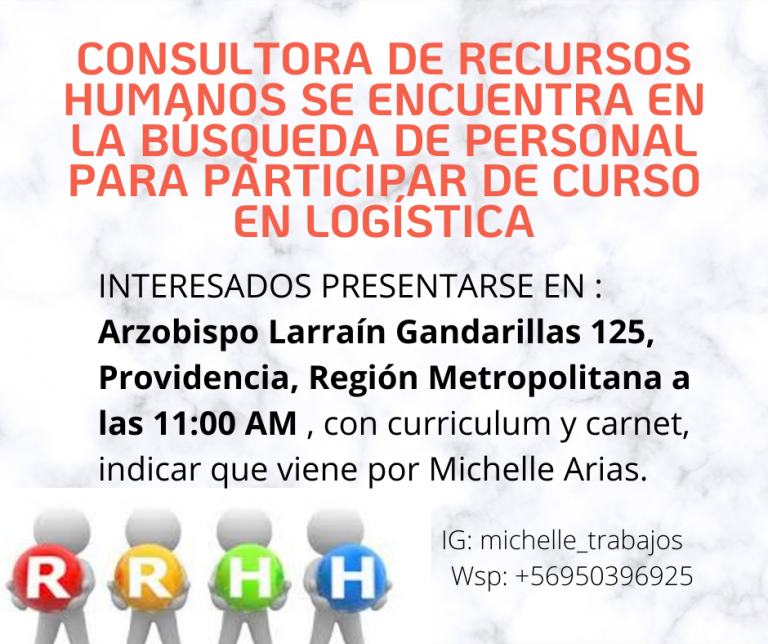 CONSULTORA DE RECURSOS
HUMANOS SE ENCUENTRA EN
LA BÚSQUEDA DE PERSONAL
PARA PARTICIPAR DE CURSO
EN LOGÍSTICA
INTERESADOS PRESENTARSE EN :
Arzobispo Larraín Gandarillas 125,
Providencia, Región Metropolitana a
las 11:00 AM , con curriculum y carnet,
indicar que viene por Michelle Arias.
R R H H
IG: michelle_trabajos
Wsp: +56950396925